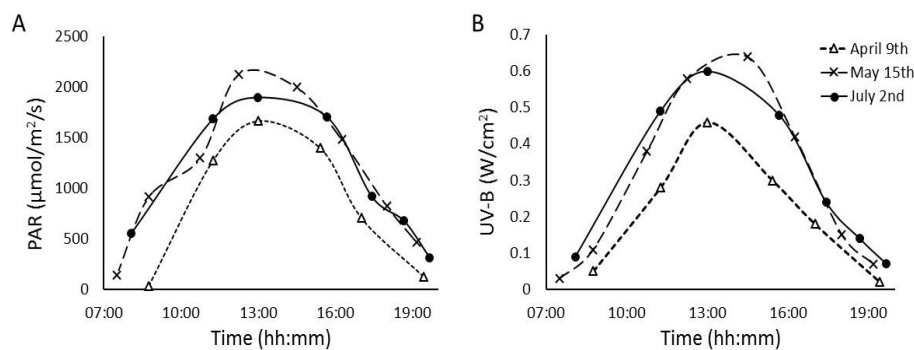 A
2500
2000
1500
1000
500
0
PAR (µmol/m²/s)
07:00 10:00 13:00 16:00 19:00
Time (hh:mm)
B
0.7
0.6
0.5
0.4
0.3
0.2
0.1
0
UV-B (W/cm²)
07:00 10:00 13:00 16:00 19:00
Time (hh:mm)
April 9th
May 15th
July 2nd